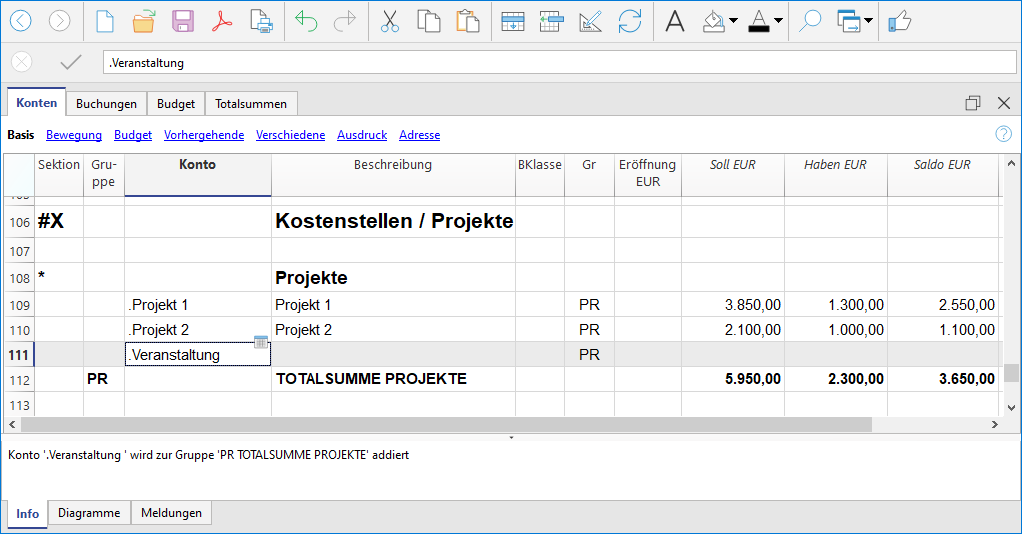 .Veranstaltung
Konten Buchungen Budget Totalsummen
Basis Bewegung Budget Vorhergehende Verschiedene Ausdruck Adresse
Sektion Gru- Konto Beschreibung BKlasse Gr Eröffnung Soll EUR Haben EUR Saldo EUR
ppe EUR
106 #X Kostenstellen / Projekte
107
108 * Projekte
109 .Projekt 1 Projekt 1 PR 3.850,00 1.300,00 2.550,00
110 .Projekt 2 Projekt 2 PR 2.100,00 1.000,00 1.100,00
111 .Veranstaltung PR
112 PR TOTALSUMME PROJEKTE 5.950,00 2.300,00 3.650,00
113
Konto '.Veranstaltung ' wird zur Gruppe 'PR TOTALSUMME PROJEKTE' addiert
Info Diagramme Meldungen